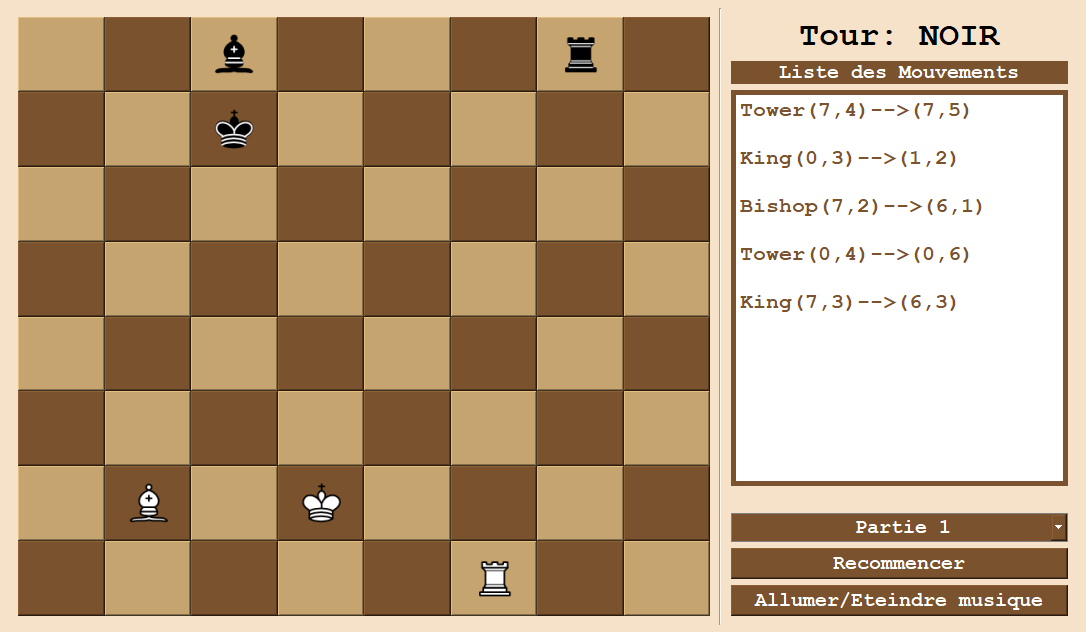 Tour: NOIR
Liste des Mouvements
Tower(7,4)-->(7,5)
King(0,3)-->(1,2)
Bishop(7,2)-->(6,1)
Tower(0,4)-->(0,6)
King(7,3)-->(6,3)
Partie 1
Recommencer
Allumer/Eteindre musique